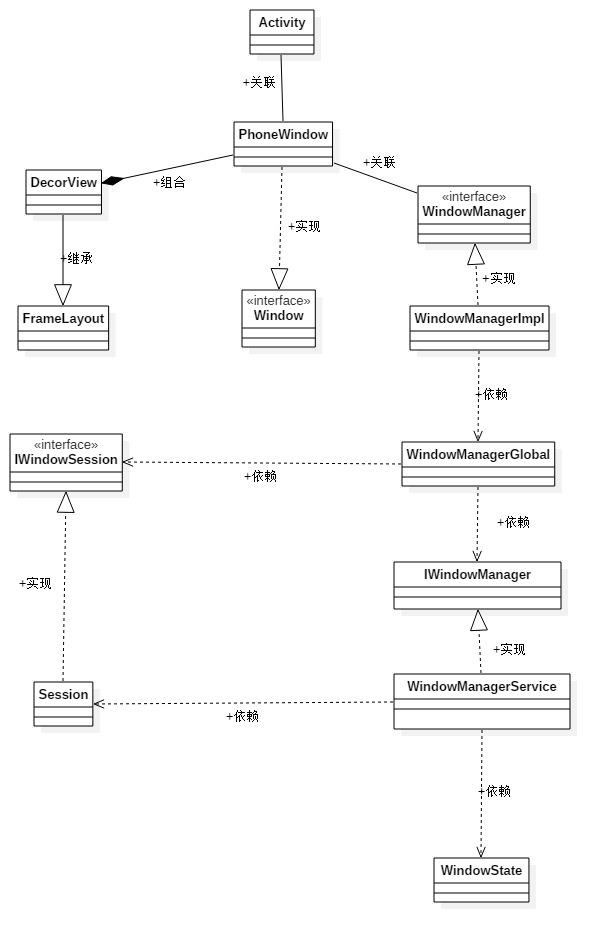 Activity
+关联
PhoneWindow
+关联
DecorView
+组合
«interface»
WindowManager
+实现
+继承
+实现
«interface»
Window
FrameLayout
WindowManagerImpl
+依赖
«interface»
IWindowSession
WindowManagerGlobal
+依赖
+依赖
IWindowManager
+实现
+实现
Session
WindowManagerService
+依赖
+依赖
WindowState